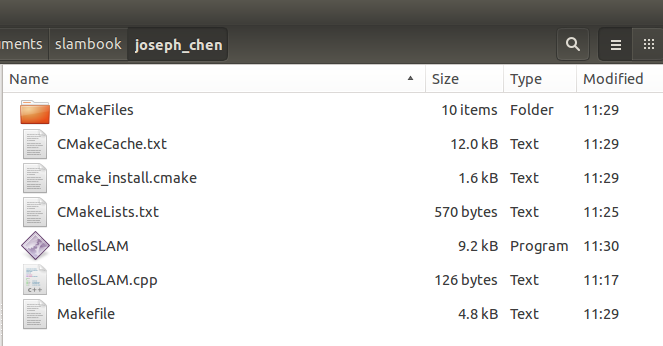 uments slambook joseph_chen
Name Size Type Modified
CMakeFiles 10 items Folder 11:29
CMakeCache.txt 12.0 kB Text 11:29
cmake_install.cmake 1.6 kB Text 11:29
CMakeLists.txt 570 bytes Text 11:25
helloSLAM 9.2 kB Program 11:30
helloSLAM.cpp 126 bytes Text 11:17
Makefile 4.8 kB Text 11:29